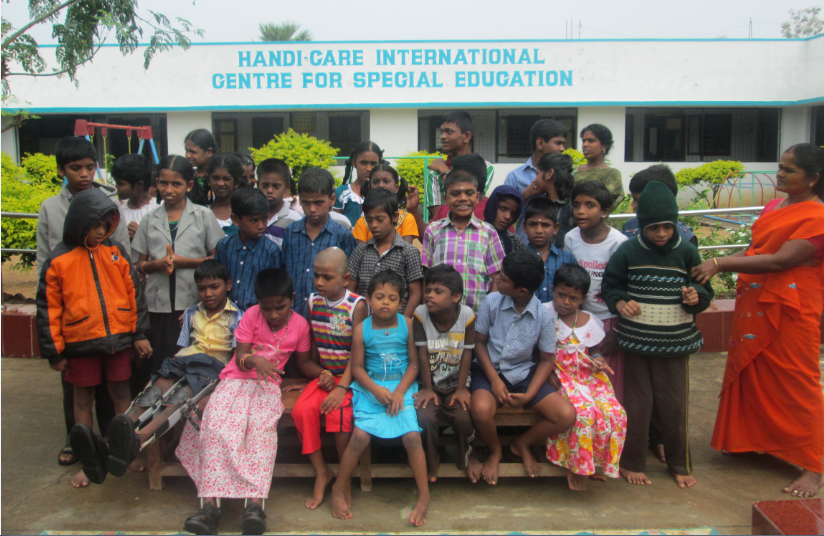 HANDI-CARE INTERNATIONAL
CENTRE FOR SPECIAL EDUCATION